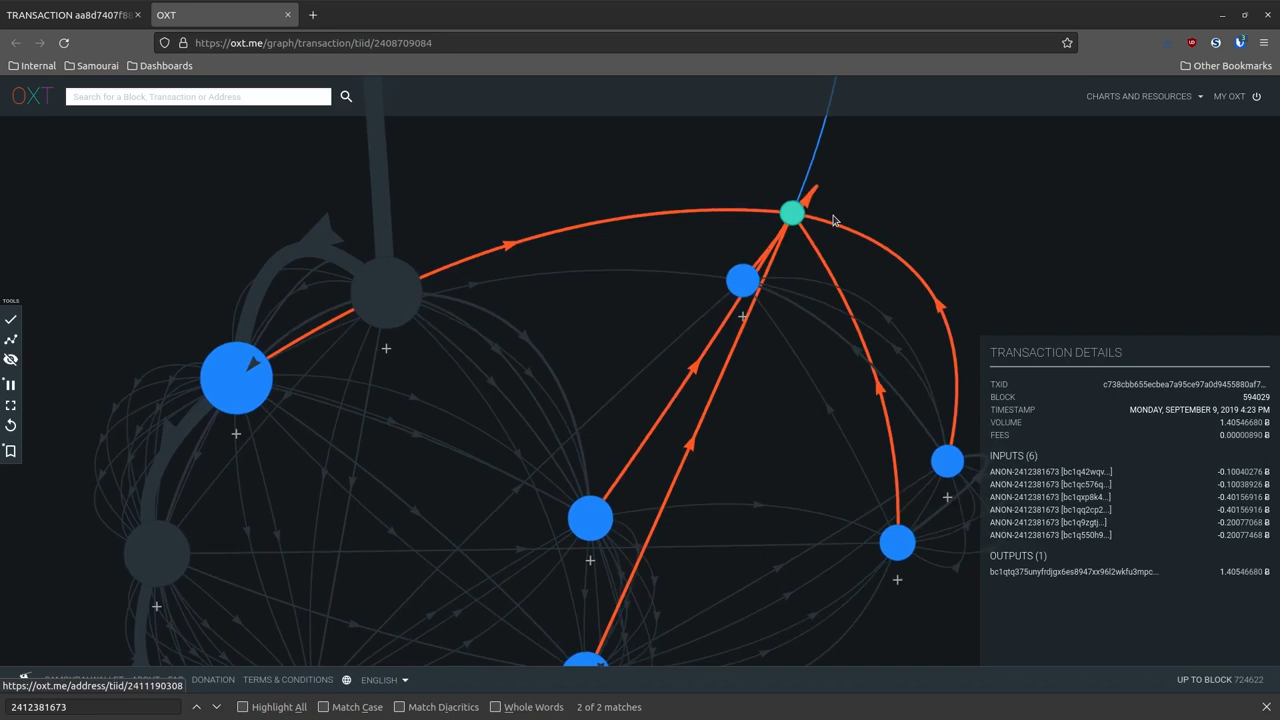 TRANSACTION aa8d7407f8
OXT
https://oxt.me/graph/transaction/tiid/2408709084
Internal
Samourai
Dashboards
Other Bookmarks
OXT
Search for a Block, Transaction or Address
CHARTS AND RESOURCES
MY OXT
TOOLS
TRANSACTION DETAILS
TXID c738cbb655ecbea7a95ce97a0d9455880af7...
BLOCK 594029
TIMESTAMP MONDAY, SEPTEMBER 9, 2019 4:23 PM
VOLUME 1.40546680 Ƀ
FEES 0.00000890 Ƀ
INPUTS (6)
ANON-2412381673 [bc1q42wqv...] -0.10040276 Ƀ
ANON-2412381673 [bc1qc576q...] -0.10038926 Ƀ
ANON-2412381673 [bc1qxp8k4...] -0.40156916 Ƀ
ANON-2412381673 [bc1qq2cp2...] -0.40156916 Ƀ
ANON-2412381673 [bc1q9zgtj...] -0.20077068 Ƀ
ANON-2412381673 [bc1q550h9...] -0.20077468 Ƀ
OUTPUTS (1)
bc1qtq375unyfrdjgx6es8947xx96l2wkfu3mpc... 1.40546680 Ƀ
DONATION
TERMS & CONDITIONS
ENGLISH
UP TO BLOCK 724622
https://oxt.me/address/tiid/2411190308
2412381673
Highlight All
Match Case
Match Diacritics
Whole Words
2 of 2 matches